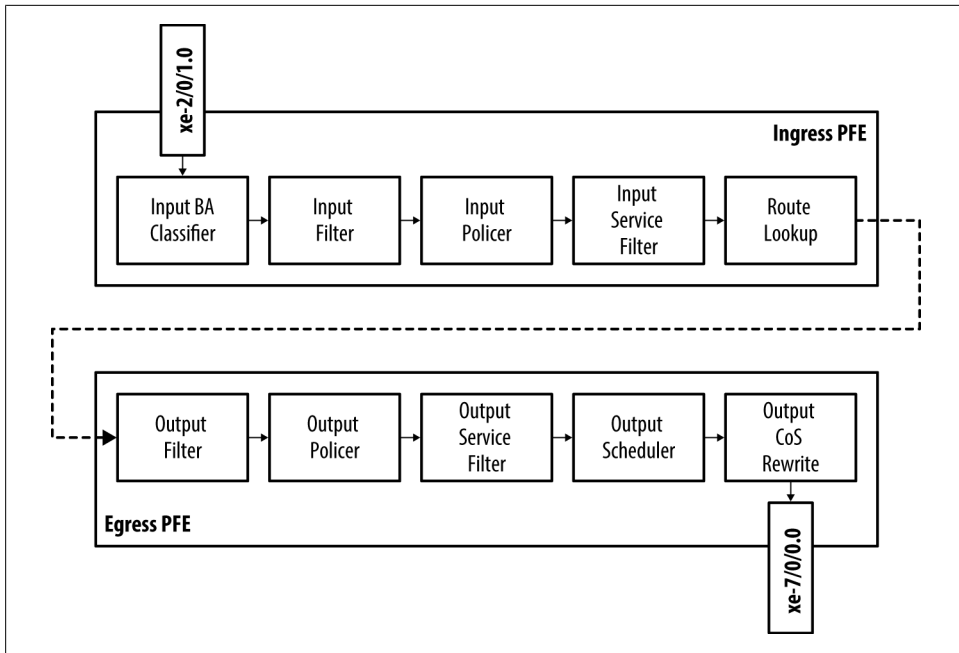 xe-2/0/1.0
Ingress PFE
Input BA
Classifier
Input
Filter
Input
Policer
Input
Service
Filter
Route
Lookup
Output
Filter
Output
Policer
Output
Service
Filter
Output
Scheduler
Output
CoS
Rewrite
Egress PFE
xe-7/0/0.0